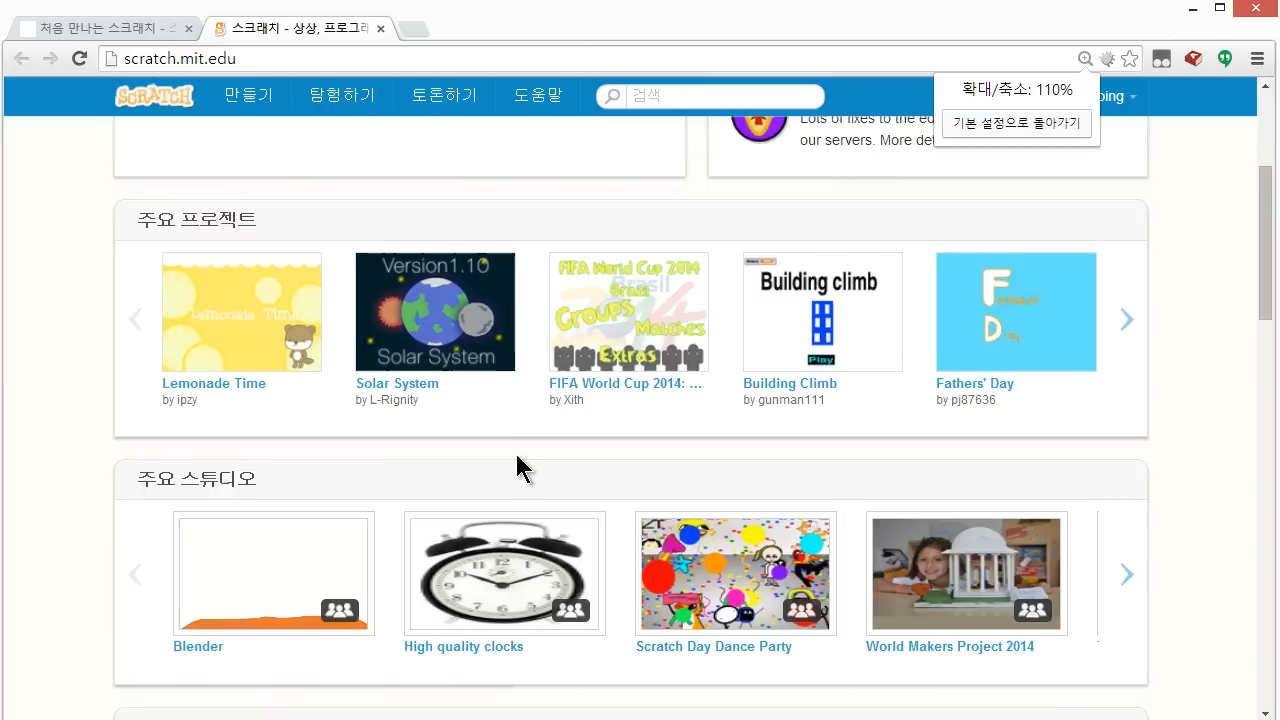 처음 만나는 스크래치 - 스
스크래치 - 상상, 프로그래
scratch.mit.edu
SCRATCH
만들기
탐험하기
토론하기
도움말
검색
확대/축소: 110%
기본 설정으로 돌아가기
Lots of fixes to the ed
our servers. More det
주요 프로젝트
Lemonade Time
Version1.10
Solar System
FIFA World Cup 2014
Brasil
Brasil
Groups
Matches
Extras
Building climb
Play
Fathers'
Day
Lemonade Time
by ipzy
Solar System
by L-Rignity
FIFA World Cup 2014: ...
by Xith
Building Climb
by gunman111
Fathers' Day
by pj87636
주요 스튜디오
Blender
High quality clocks
Scratch Day Dance Party
World Makers Project 2014